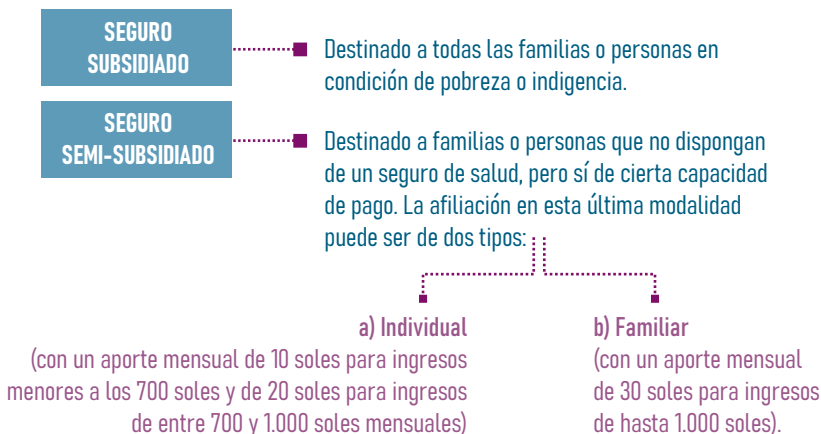 SEGURO
SUBSIDIADO
Destinado a todas las familias o personas en
condición de pobreza o indigencia.
SEGURO
SEMI-SUBSIDIADO
Destinado a familias o personas que no dispongan
de un seguro de salud, pero sí de cierta capacidad
de pago. La afiliación en esta última modalidad
puede ser de dos tipos:
a) Individual
(con un aporte mensual de 10 soles para ingresos
menores a los 700 soles y de 20 soles para ingresos
de entre 700 y 1.000 soles mensuales)
b) Familiar
(con un aporte mensual
de 30 soles para ingresos
de hasta 1.000 soles).